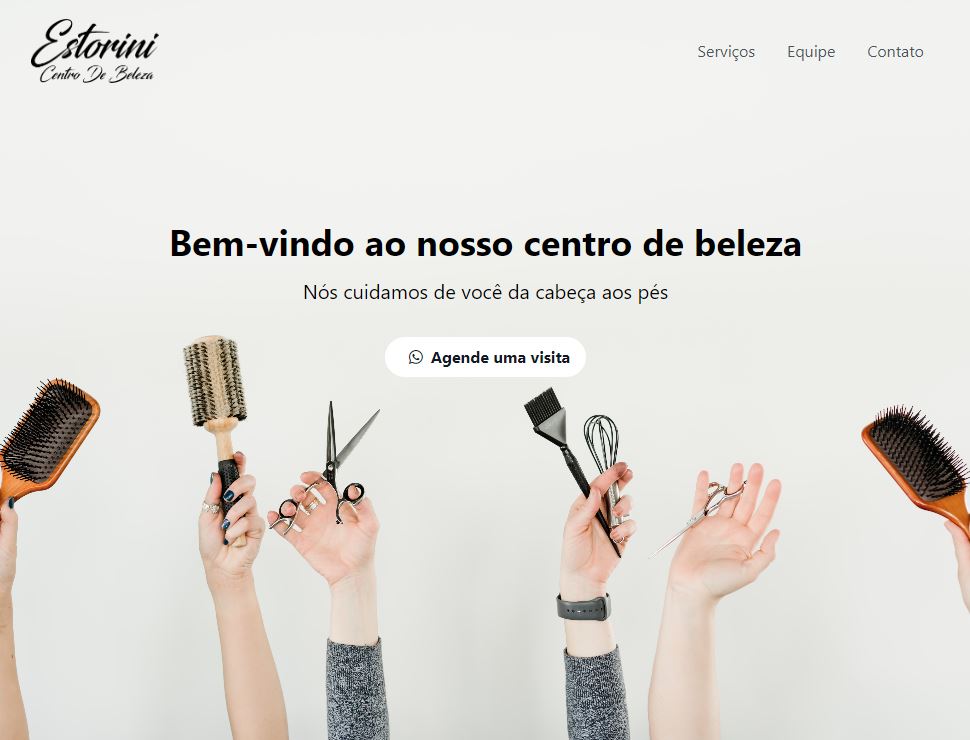 Estorini
Centro De Beleza
Serviços
Equipe
Contato
Bem-vindo ao nosso centro de beleza
Nós cuidamos de você da cabeça aos pés
Agende uma visita